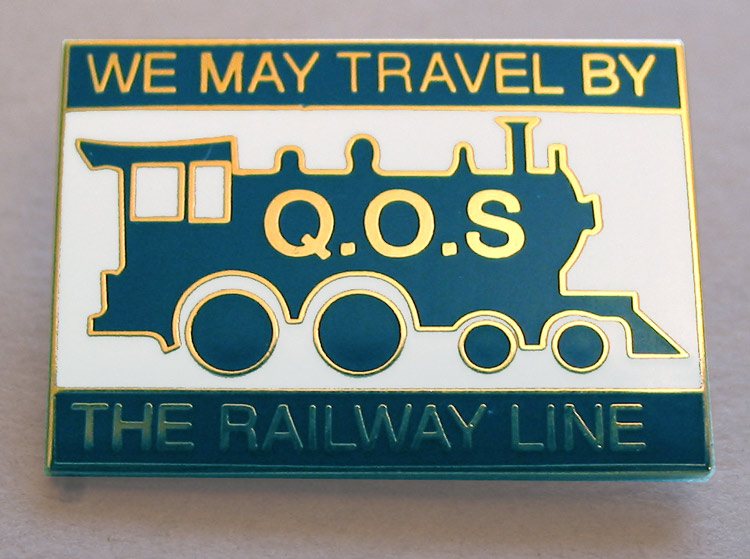 WE MAY TRAVEL BY
Q.O.S
THE RAILWAY LINE